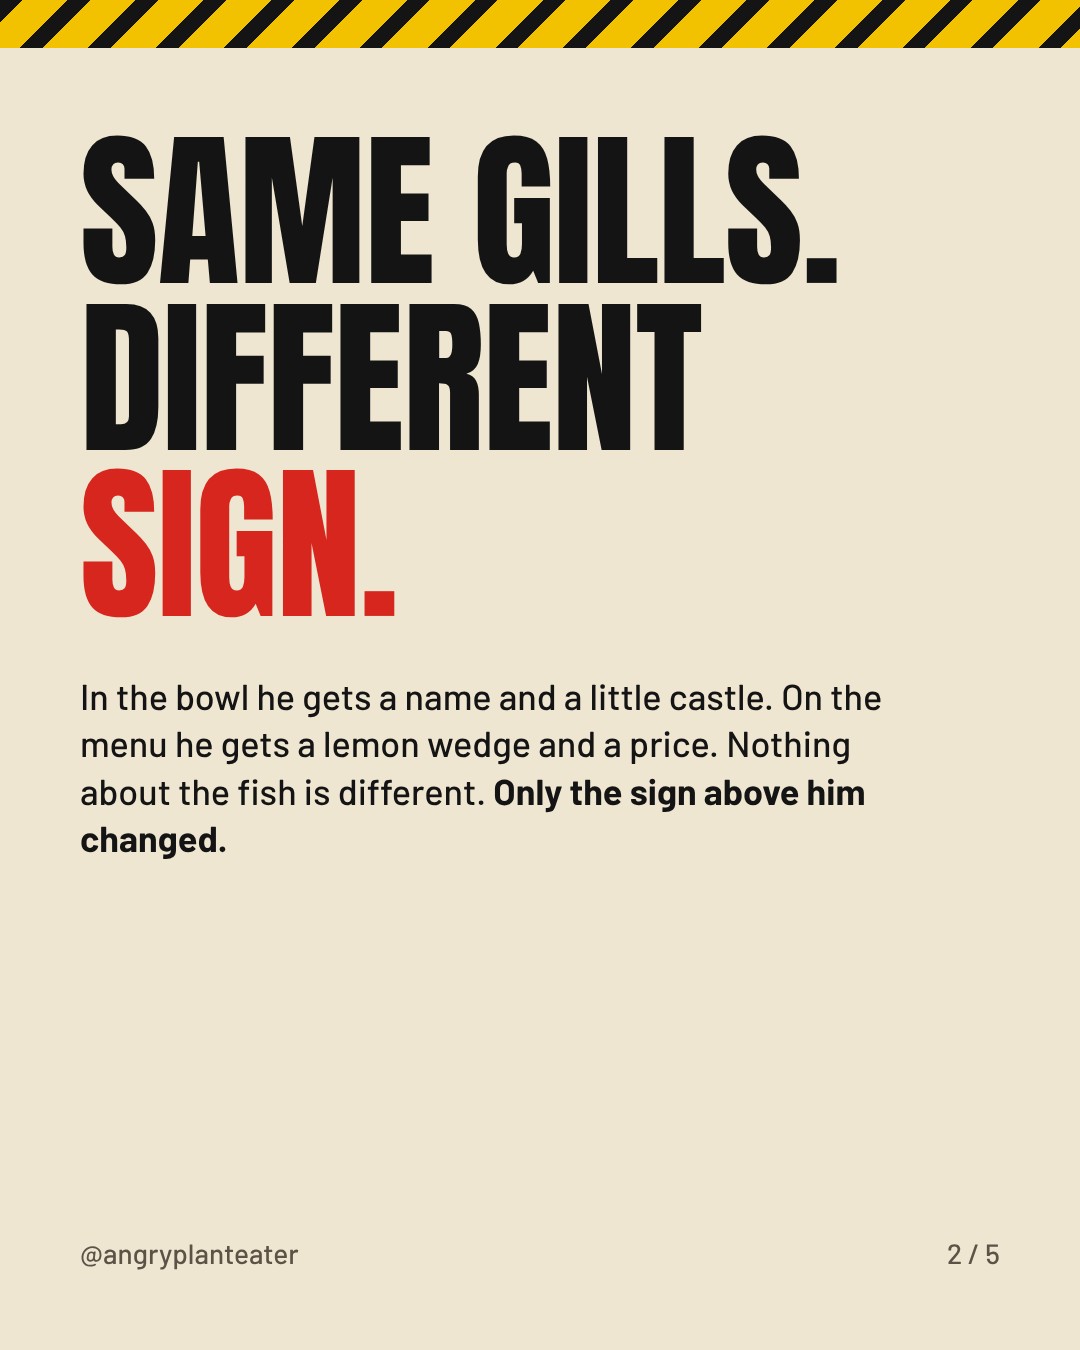 SAME GILLS.
DIFFERENT
SIGN.
In the bowl he gets a name and a little castle. On the
menu he gets a lemon wedge and a price. Nothing
about the fish is different. Only the sign above him
changed.
@angryplanteater
2 / 5